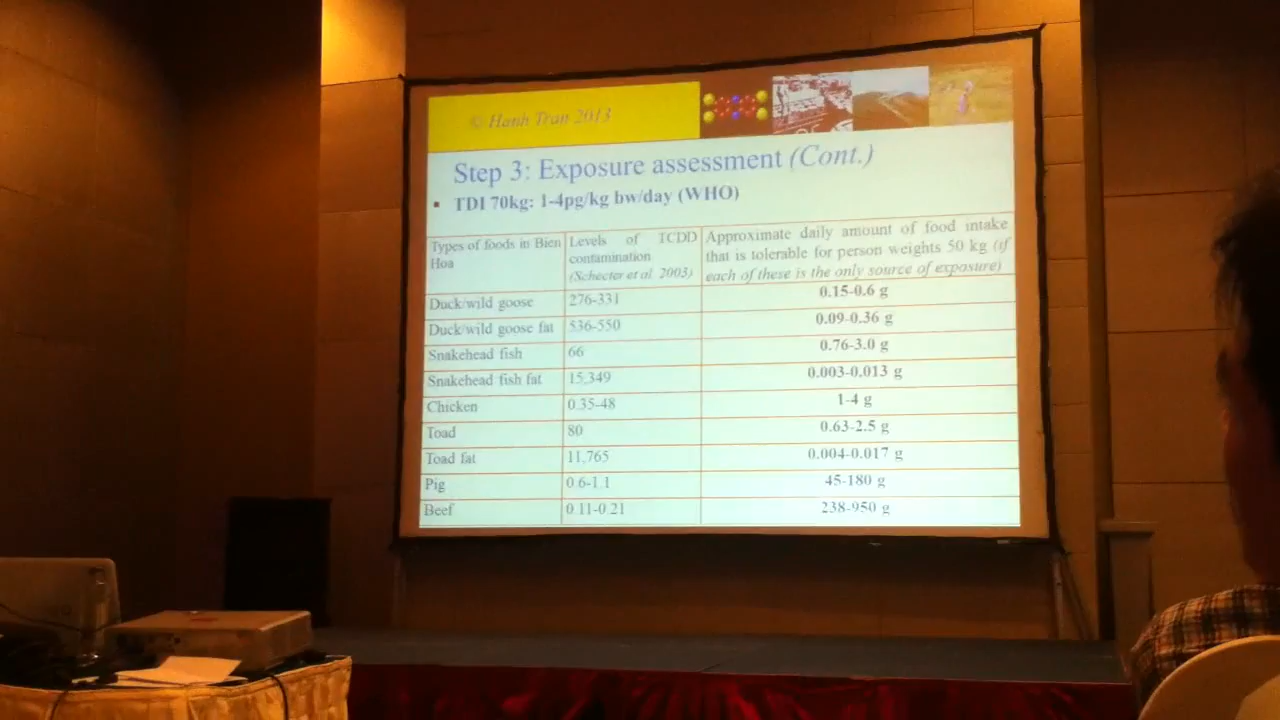 © Hanh Tran 2013
Step 3: Exposure assessment (Cont.)
▪ TDI 70kg: 1-4pg/kg bw/day (WHO)
Types of foods in Bien
Hoa
Levels of TCDD
contamination
(Schecter et al. 2003)
Approximate daily amount of food intake
that is tolerable for person weights 50 kg (if
each of these is the only source of exposure)
Duck/wild goose 276-331 0.15-0.6 g
Duck/wild goose fat 536-550 0.09-0.36 g
Snakehead fish 66 0.76-3.0 g
Snakehead fish fat 15,349 0.003-0.013 g
Chicken 0.35-48 1-4 g
Toad 80 0.63-2.5 g
Toad fat 11,765 0.004-0.017 g
Pig 0.6-1.1 45-180 g
Beef 0.11-0.21 238-950 g